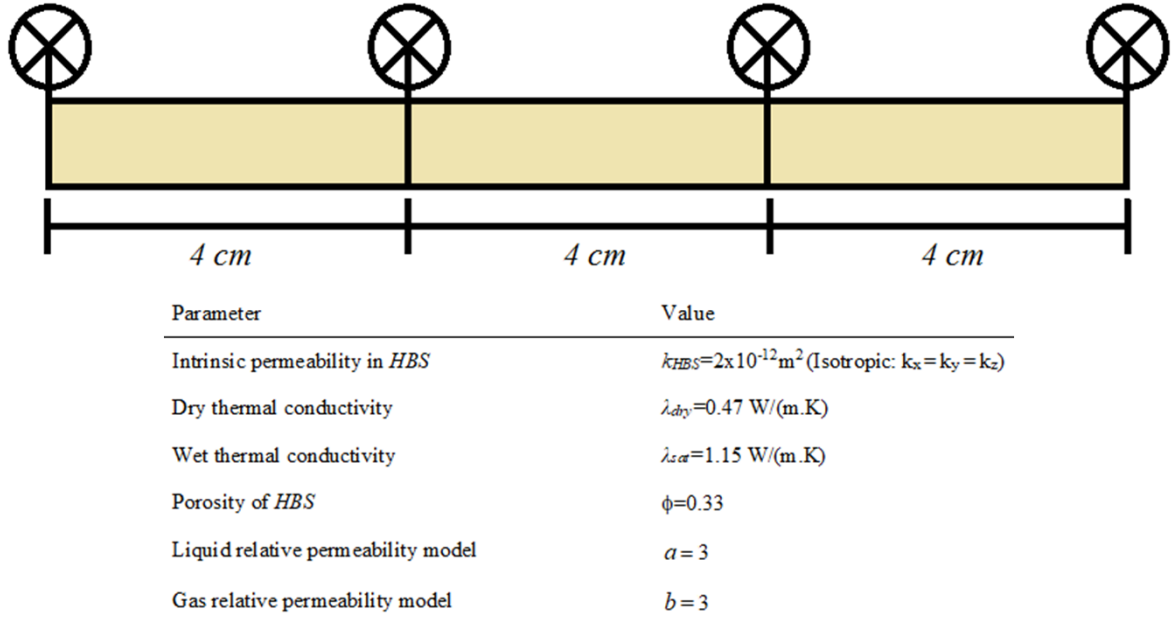 4 cm 4 cm 4 cm
Parameter Value
Intrinsic permeability in HBS kHBS=2x10-12m2 (Isotropic: kx=ky=kz)
Dry thermal conductivity λdry=0.47 W/(m.K)
Wet thermal conductivity λsat=1.15 W/(m.K)
Porosity of HBS ϕ=0.33
Liquid relative permeability model a = 3
Gas relative permeability model b = 3